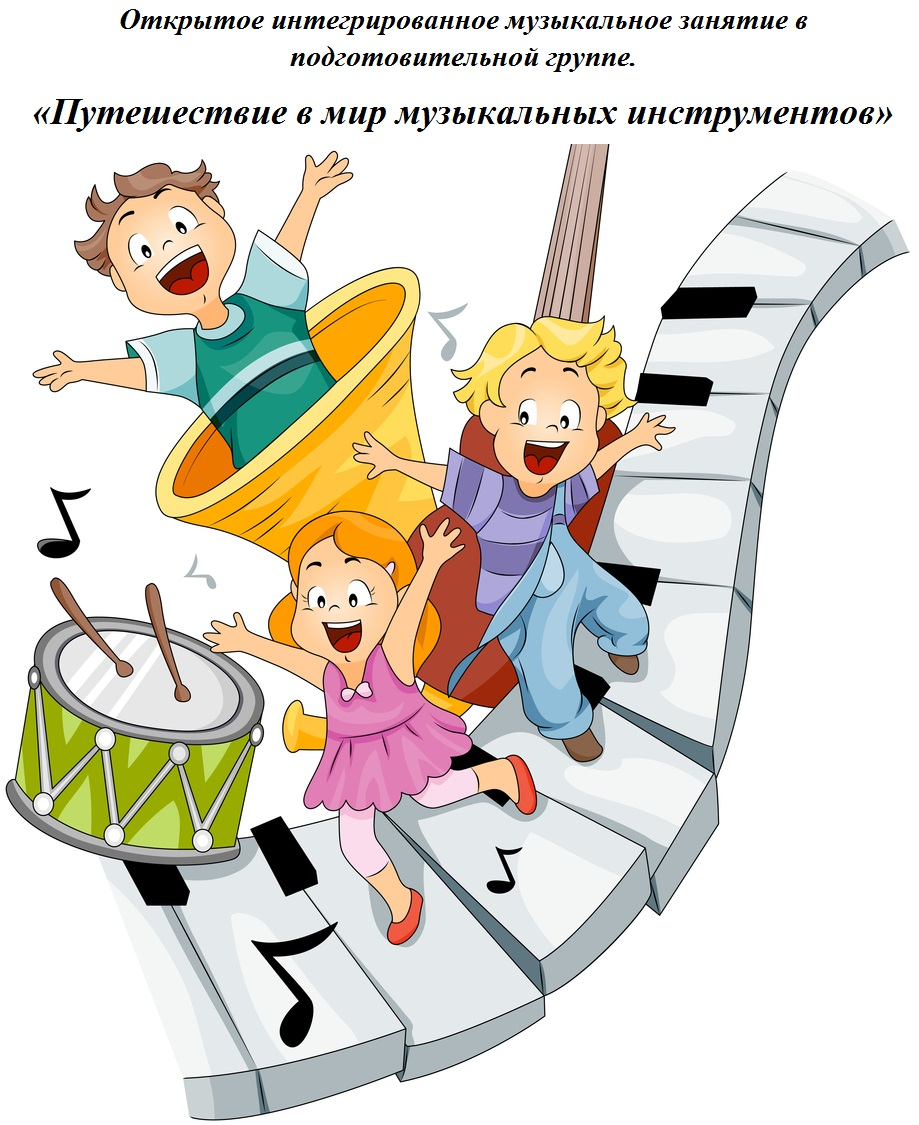 Открытое интегрированное музыкальное занятие в
подготовительной группе.
«Путешествие в мир музыкальных инструментов»